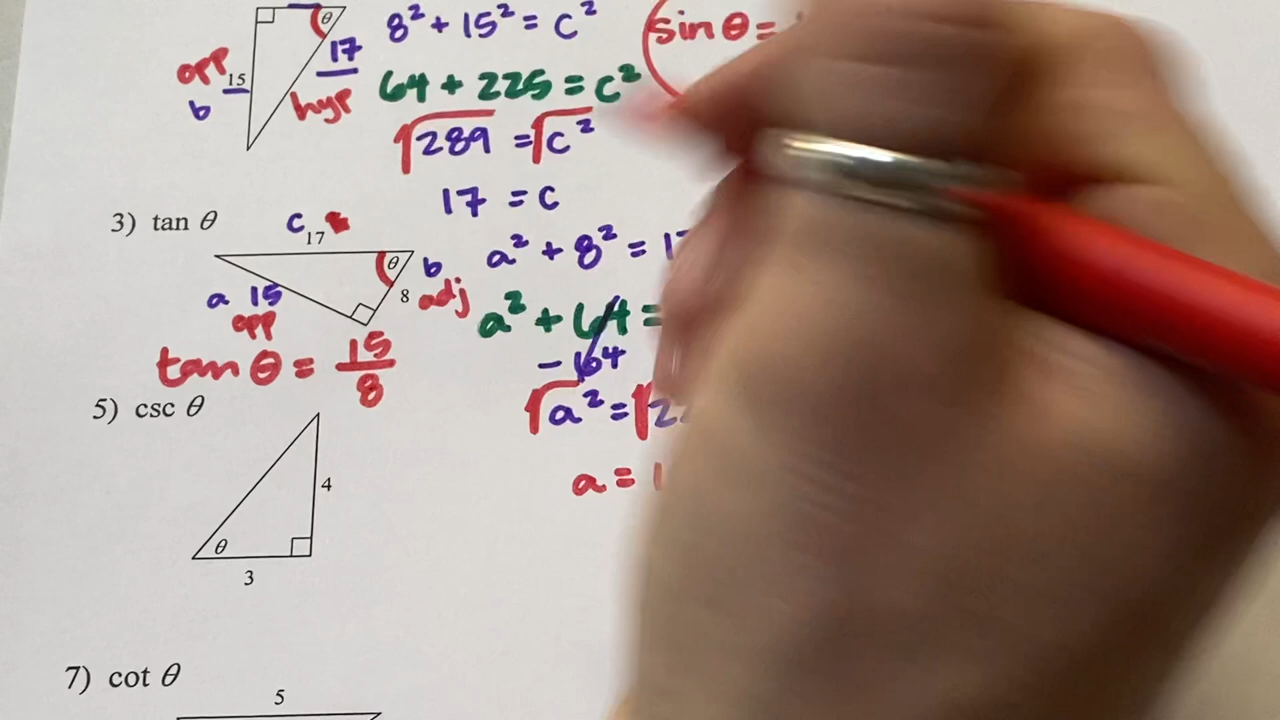 θ
8² + 15² = c²
sin θ =
opp
15
b
17
hyp
64 + 225 = c²
√289 = √c²
17 = c
3) tan θ
c
17
θ
b
8
adj
a 15
opp
a² + 8² = 1
a² + 64 =
- 64
√a² = √2
a = 1
tan θ = 15/8
5) csc θ
4
θ
3
7) cot θ
5